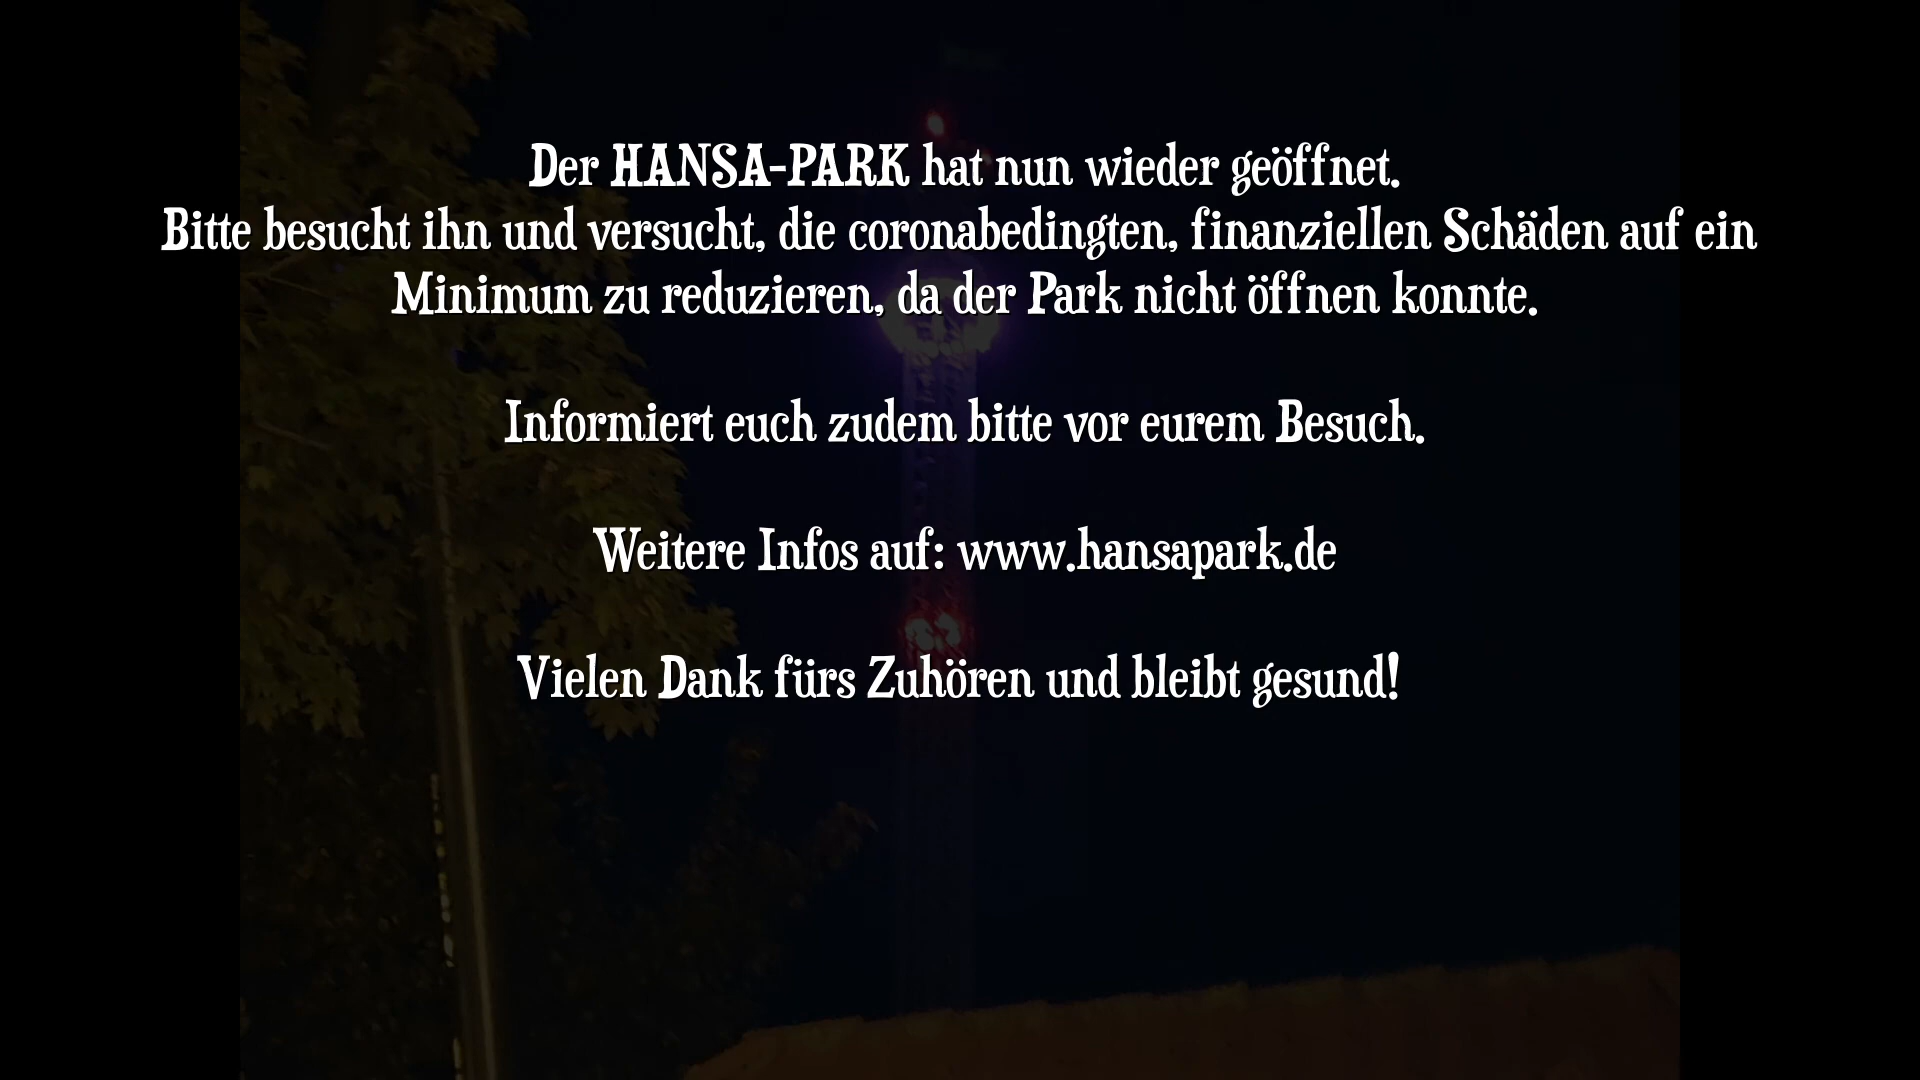 Der HANSA-PARK hat nun wieder geöffnet.
Bitte besucht ihn und versucht, die coronabedingten, finanziellen Schäden auf ein
Minimum zu reduzieren, da der Park nicht öffnen konnte.
Informiert euch zudem bitte vor eurem Besuch.
Weitere Infos auf: www.hansapark.de
Vielen Dank fürs Zuhören und bleibt gesund!